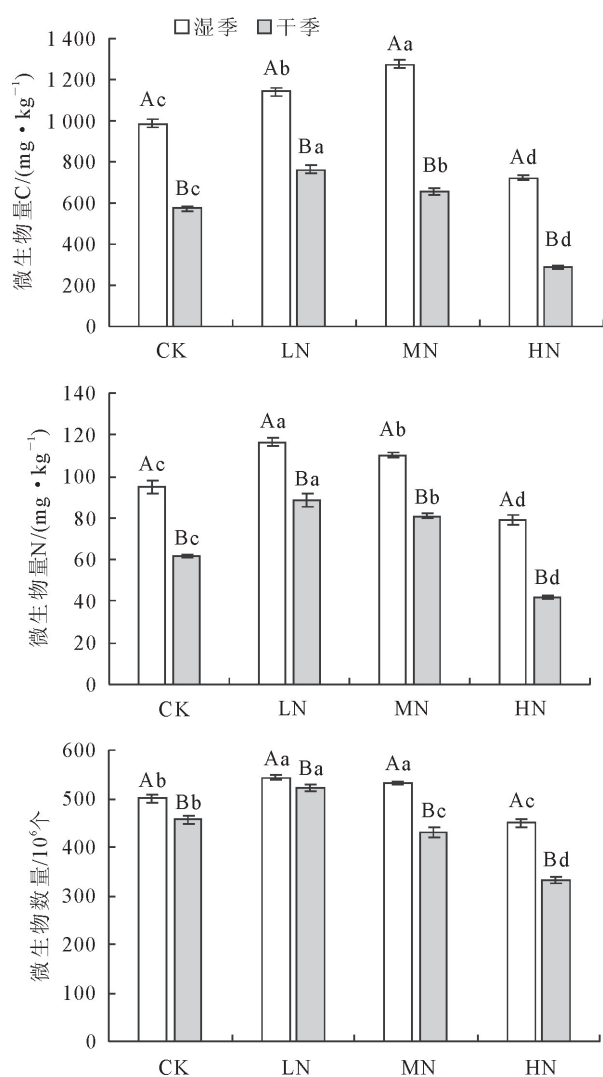 湿季 干季
微生物量C/(mg·kg⁻¹)
1 400
1 200
1 000
800
600
400
200
0
Ac Bc Ab Ba Aa Bb Ad Bd
CK LN MN HN
微生物量N/(mg·kg⁻¹)
140
120
100
80
60
40
20
0
Ac Bc Aa Ba Ab Bb Ad Bd
CK LN MN HN
微生物数量/10⁶个
600
500
400
300
200
100
0
Ab Bb Aa Ba Aa Bc Ac Bd
CK LN MN HN